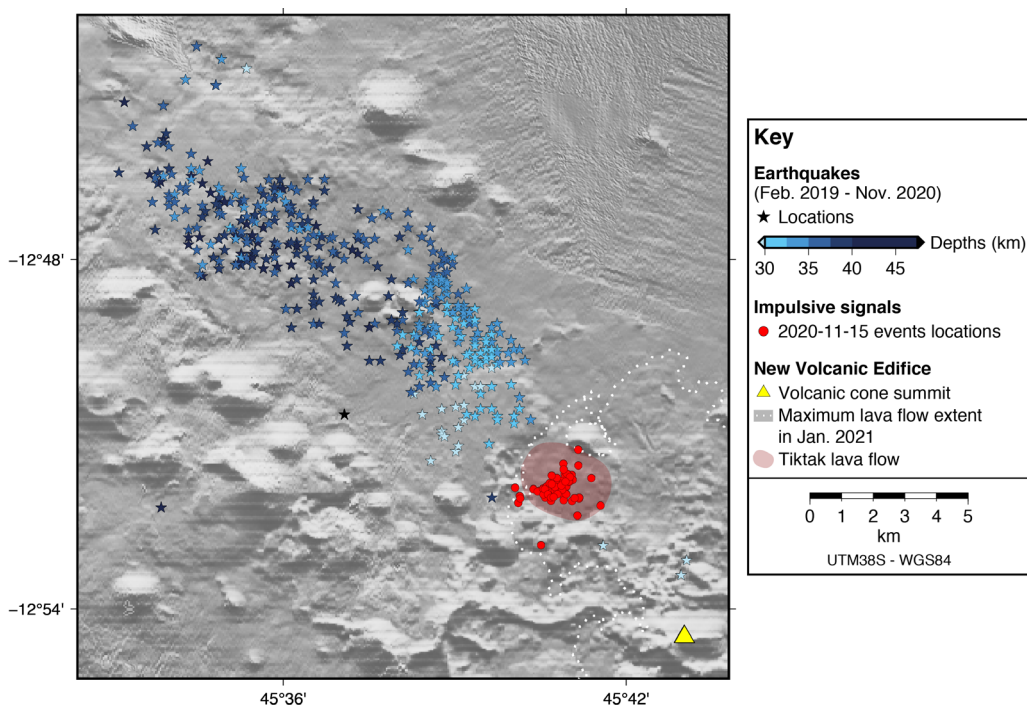 −12°48'
−12°54'
45°36'
45°42'
Key
Earthquakes
(Feb. 2019 - Nov. 2020)
Locations
Depths (km)
30 35 40 45
Impulsive signals
2020-11-15 events locations
New Volcanic Edifice
Volcanic cone summit
Maximum lava flow extent
in Jan. 2021
Tiktak lava flow
0 1 2 3 4 5
km
UTM38S - WGS84